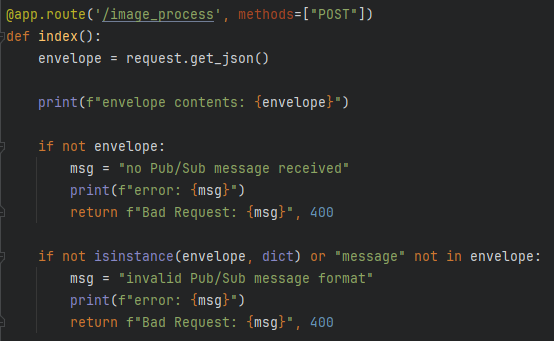 @app.route('/image_process', methods=["POST"])
def index():
    envelope = request.get_json()
    print(f"envelope contents: {envelope}")
    if not envelope:
        msg = "no Pub/Sub message received"
        print(f"error: {msg}")
        return f"Bad Request: {msg}", 400
    if not isinstance(envelope, dict) or "message" not in envelope:
        msg = "invalid Pub/Sub message format"
        print(f"error: {msg}")
        return f"Bad Request: {msg}", 400